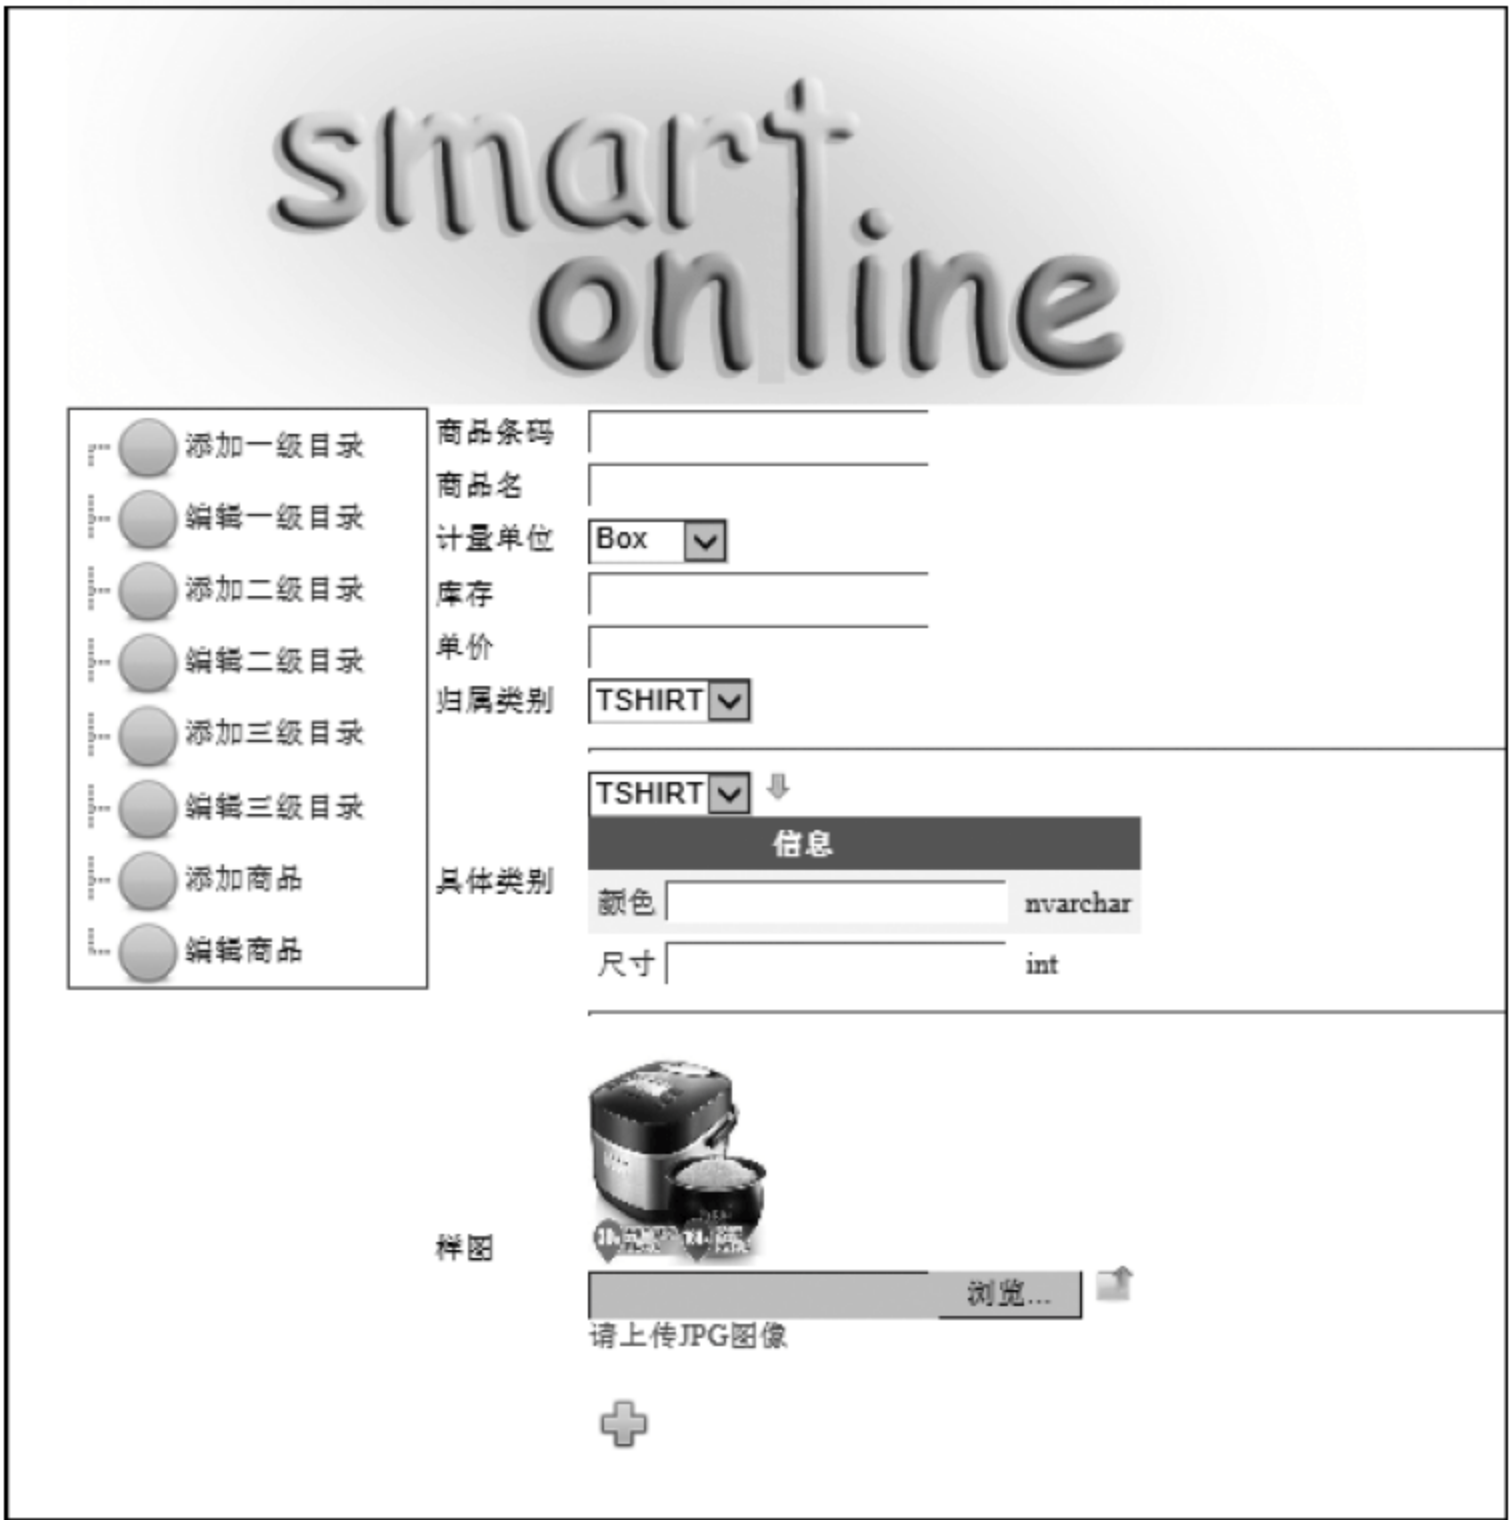 smart
online
添加一级目录
编辑一级目录
添加二级目录
编辑二级目录
添加三级目录
编辑三级目录
添加商品
编辑商品
商品条码
商品名
计量单位 Box
库存
单价
归属类别 TSHIRT
具体类别
TSHIRT
信息
颜色 nvarchar
尺寸 int
样图
浏览...
请上传JPG图像